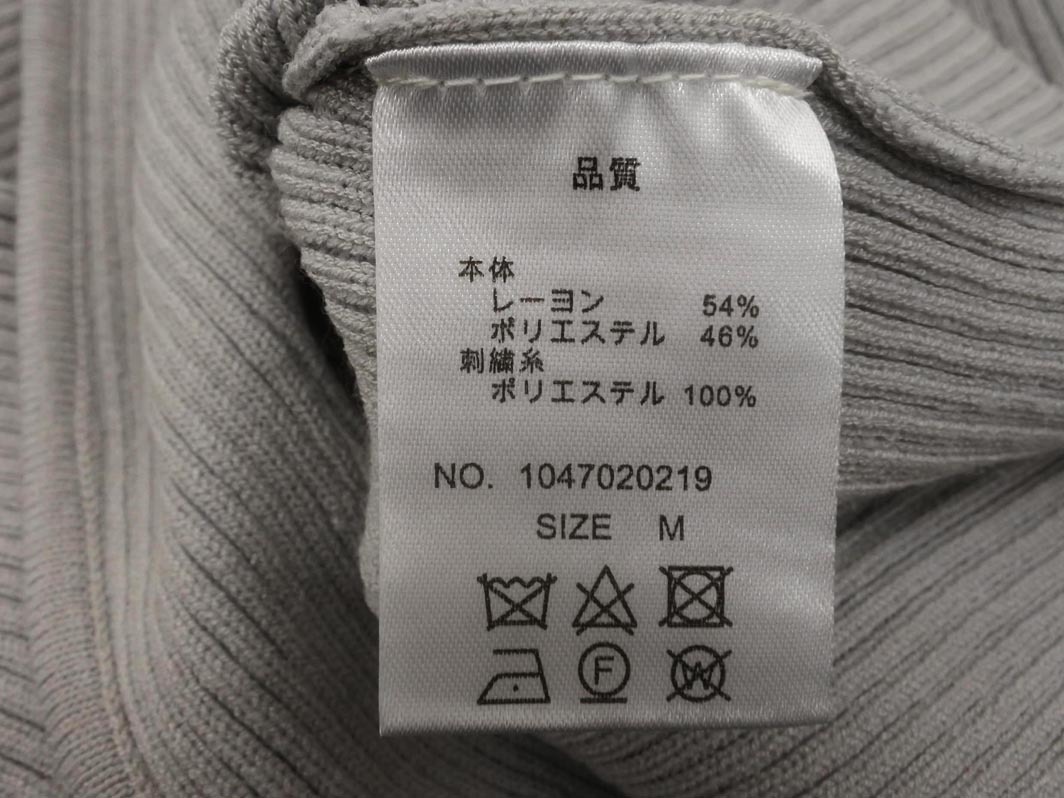 品質
本体
レーヨン 54%
ポリエステル 46%
刺繍糸
ポリエステル 100%
NO. 1047020219
SIZE M
F W